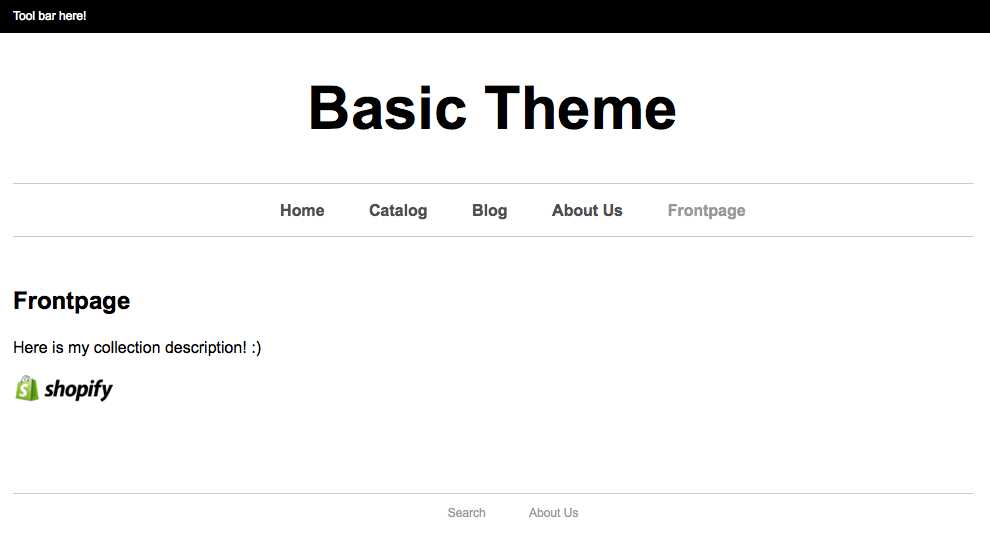 Tool bar here!
Basic Theme
Home Catalog Blog About Us Frontpage
Frontpage
Here is my collection description! :)
shopify
Search About Us